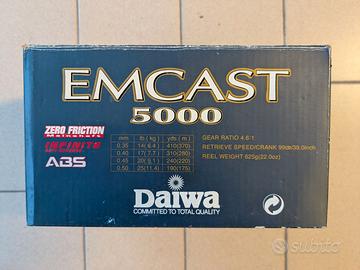 EMCAST
5000
ZERO FRICTION
Mainshaft
INFINITE
ABS
mm lb (kg) yds (m)
0.35 14(6.4) 410(370)
0.40 17(7.7) 310(280)
0.45 20(9.1) 240(220)
0.50 25(11.4) 190(175)
GEAR RATIO 4.6:1
RETRIEVE SPEED/CRANK 99cm/39.0inch
REEL WEIGHT 625g(22.0oz)
Daiwa
COMMITTED TO TOTAL QUALITY
subito